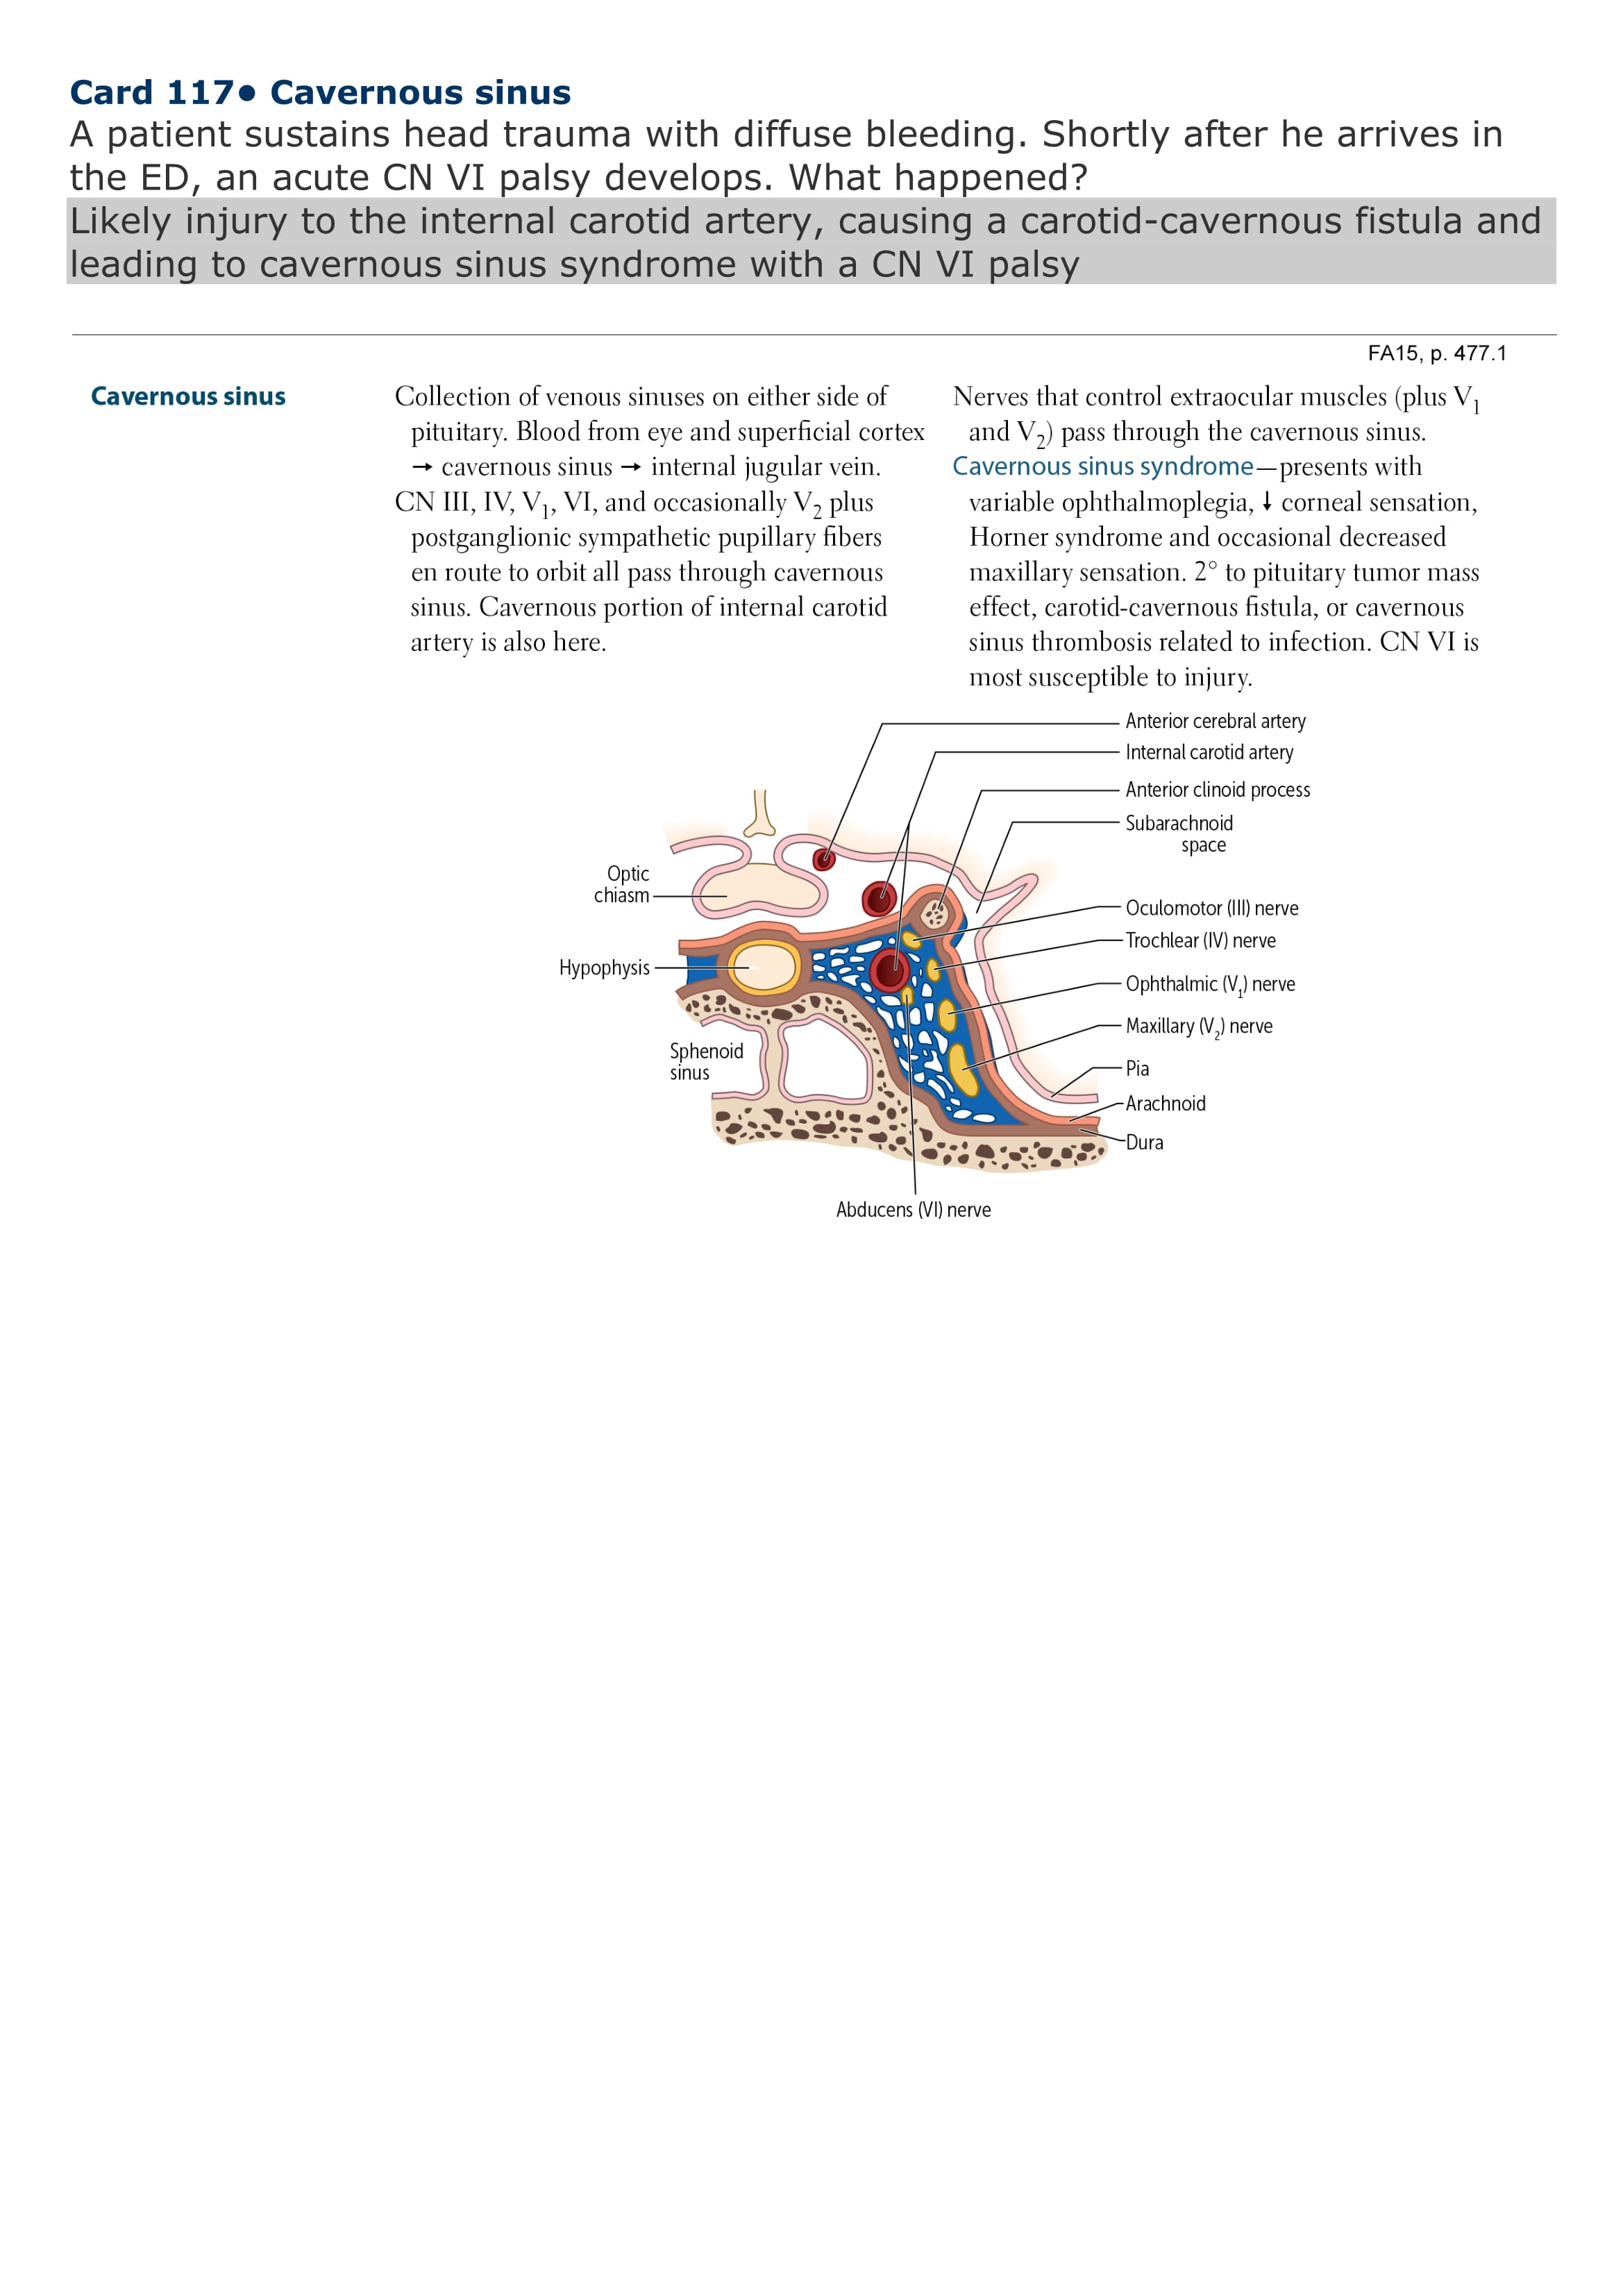 Card 117• Cavernous sinus
A patient sustains head trauma with diffuse bleeding. Shortly after he arrives in
the ED, an acute CN VI palsy develops. What happened?
Likely injury to the internal carotid artery, causing a carotid-cavernous fistula and
leading to cavernous sinus syndrome with a CN VI palsy
FA15, p. 477.1
Cavernous sinus
Collection of venous sinuses on either side of
pituitary. Blood from eye and superficial cortex
→ cavernous sinus → internal jugular vein.
CN III, IV, V1, VI, and occasionally V2 plus
postganglionic sympathetic pupillary fibers
en route to orbit all pass through cavernous
sinus. Cavernous portion of internal carotid
artery is also here.
Nerves that control extraocular muscles (plus V1
and V2) pass through the cavernous sinus.
Cavernous sinus syndrome—presents with
variable ophthalmoplegia, ↓ corneal sensation,
Horner syndrome and occasional decreased
maxillary sensation. 2° to pituitary tumor mass
effect, carotid-cavernous fistula, or cavernous
sinus thrombosis related to infection. CN VI is
most susceptible to injury.
Anterior cerebral artery
Internal carotid artery
Anterior clinoid process
Subarachnoid
space
Optic
chiasm
Oculomotor (III) nerve
Trochlear (IV) nerve
Hypophysis
Ophthalmic (V1) nerve
Maxillary (V2) nerve
Sphenoid
sinus
Pia
Arachnoid
Dura
Abducens (VI) nerve